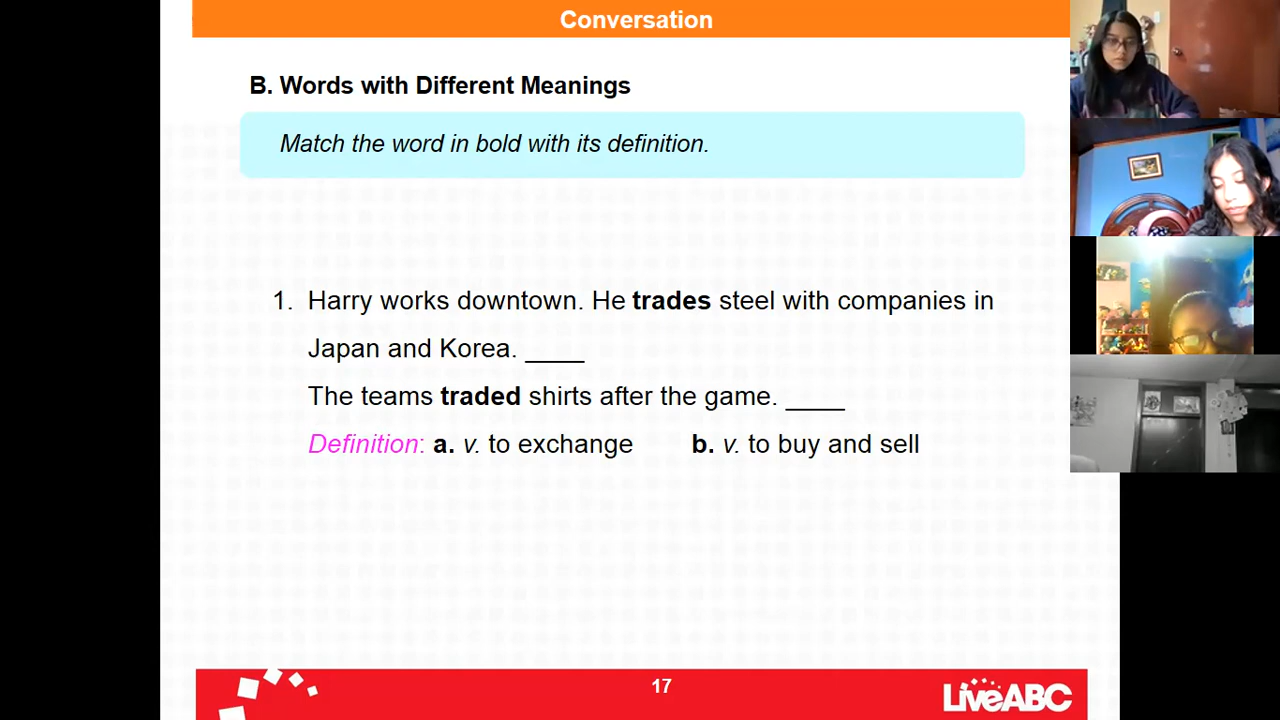 Conversation
B. Words with Different Meanings
Match the word in bold with its definition.
1. Harry works downtown. He trades steel with companies in
Japan and Korea. ____
The teams traded shirts after the game. ____
Definition: a. v. to exchange b. v. to buy and sell
17
LiveABC